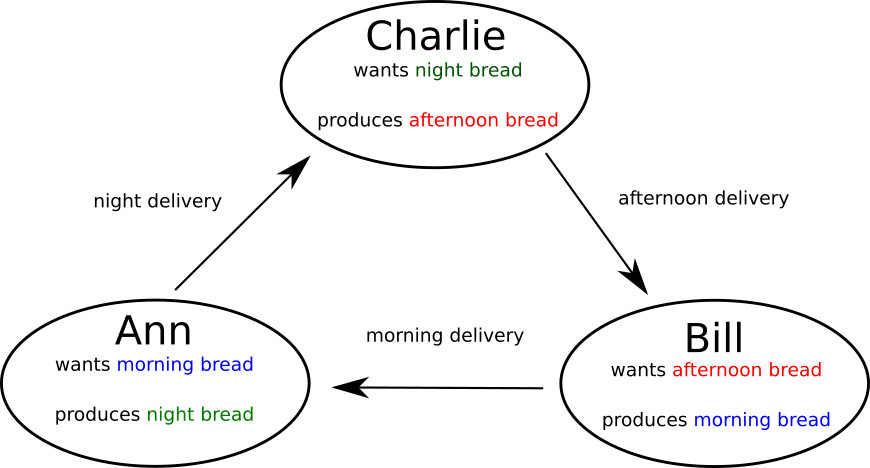 Charlie
wants night bread
produces afternoon bread
night delivery
afternoon delivery
morning delivery
Ann
wants morning bread
produces night bread
Bill
wants afternoon bread
produces morning bread